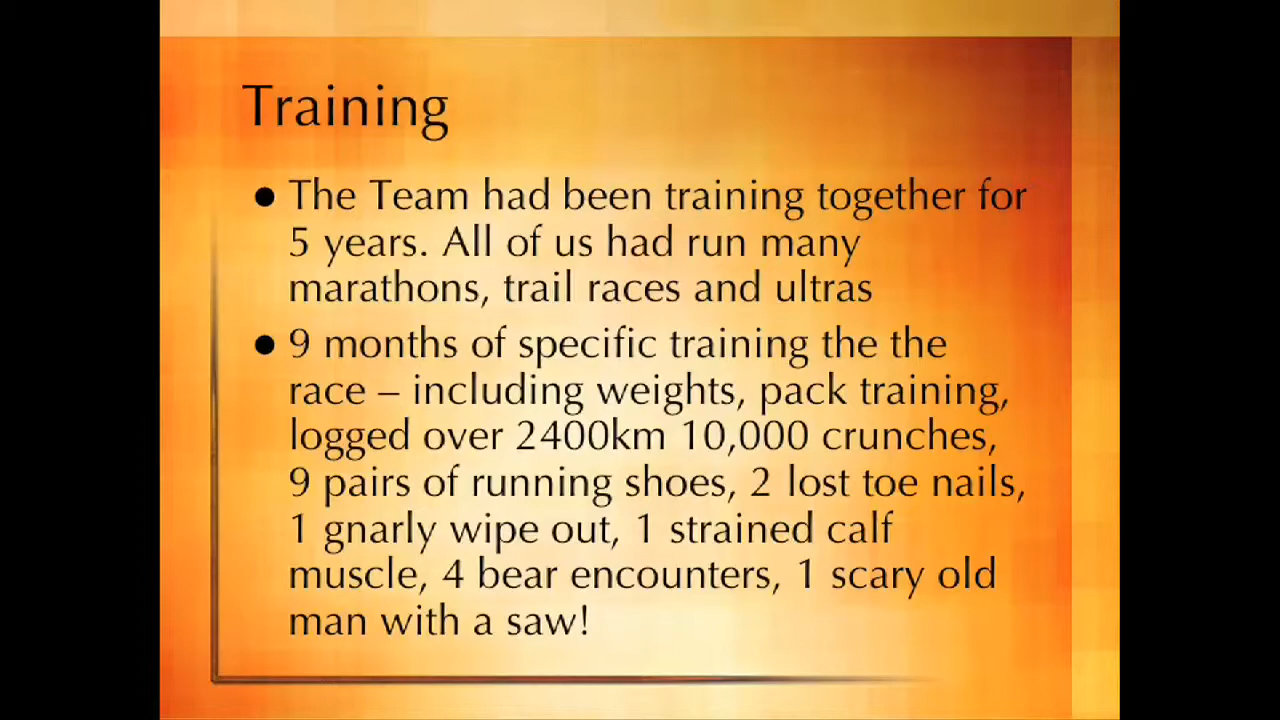 Training
● The Team had been training together for
5 years. All of us had run many
marathons, trail races and ultras
● 9 months of specific training the the
race – including weights, pack training,
logged over 2400km 10,000 crunches,
9 pairs of running shoes, 2 lost toe nails,
1 gnarly wipe out, 1 strained calf
muscle, 4 bear encounters, 1 scary old
man with a saw!